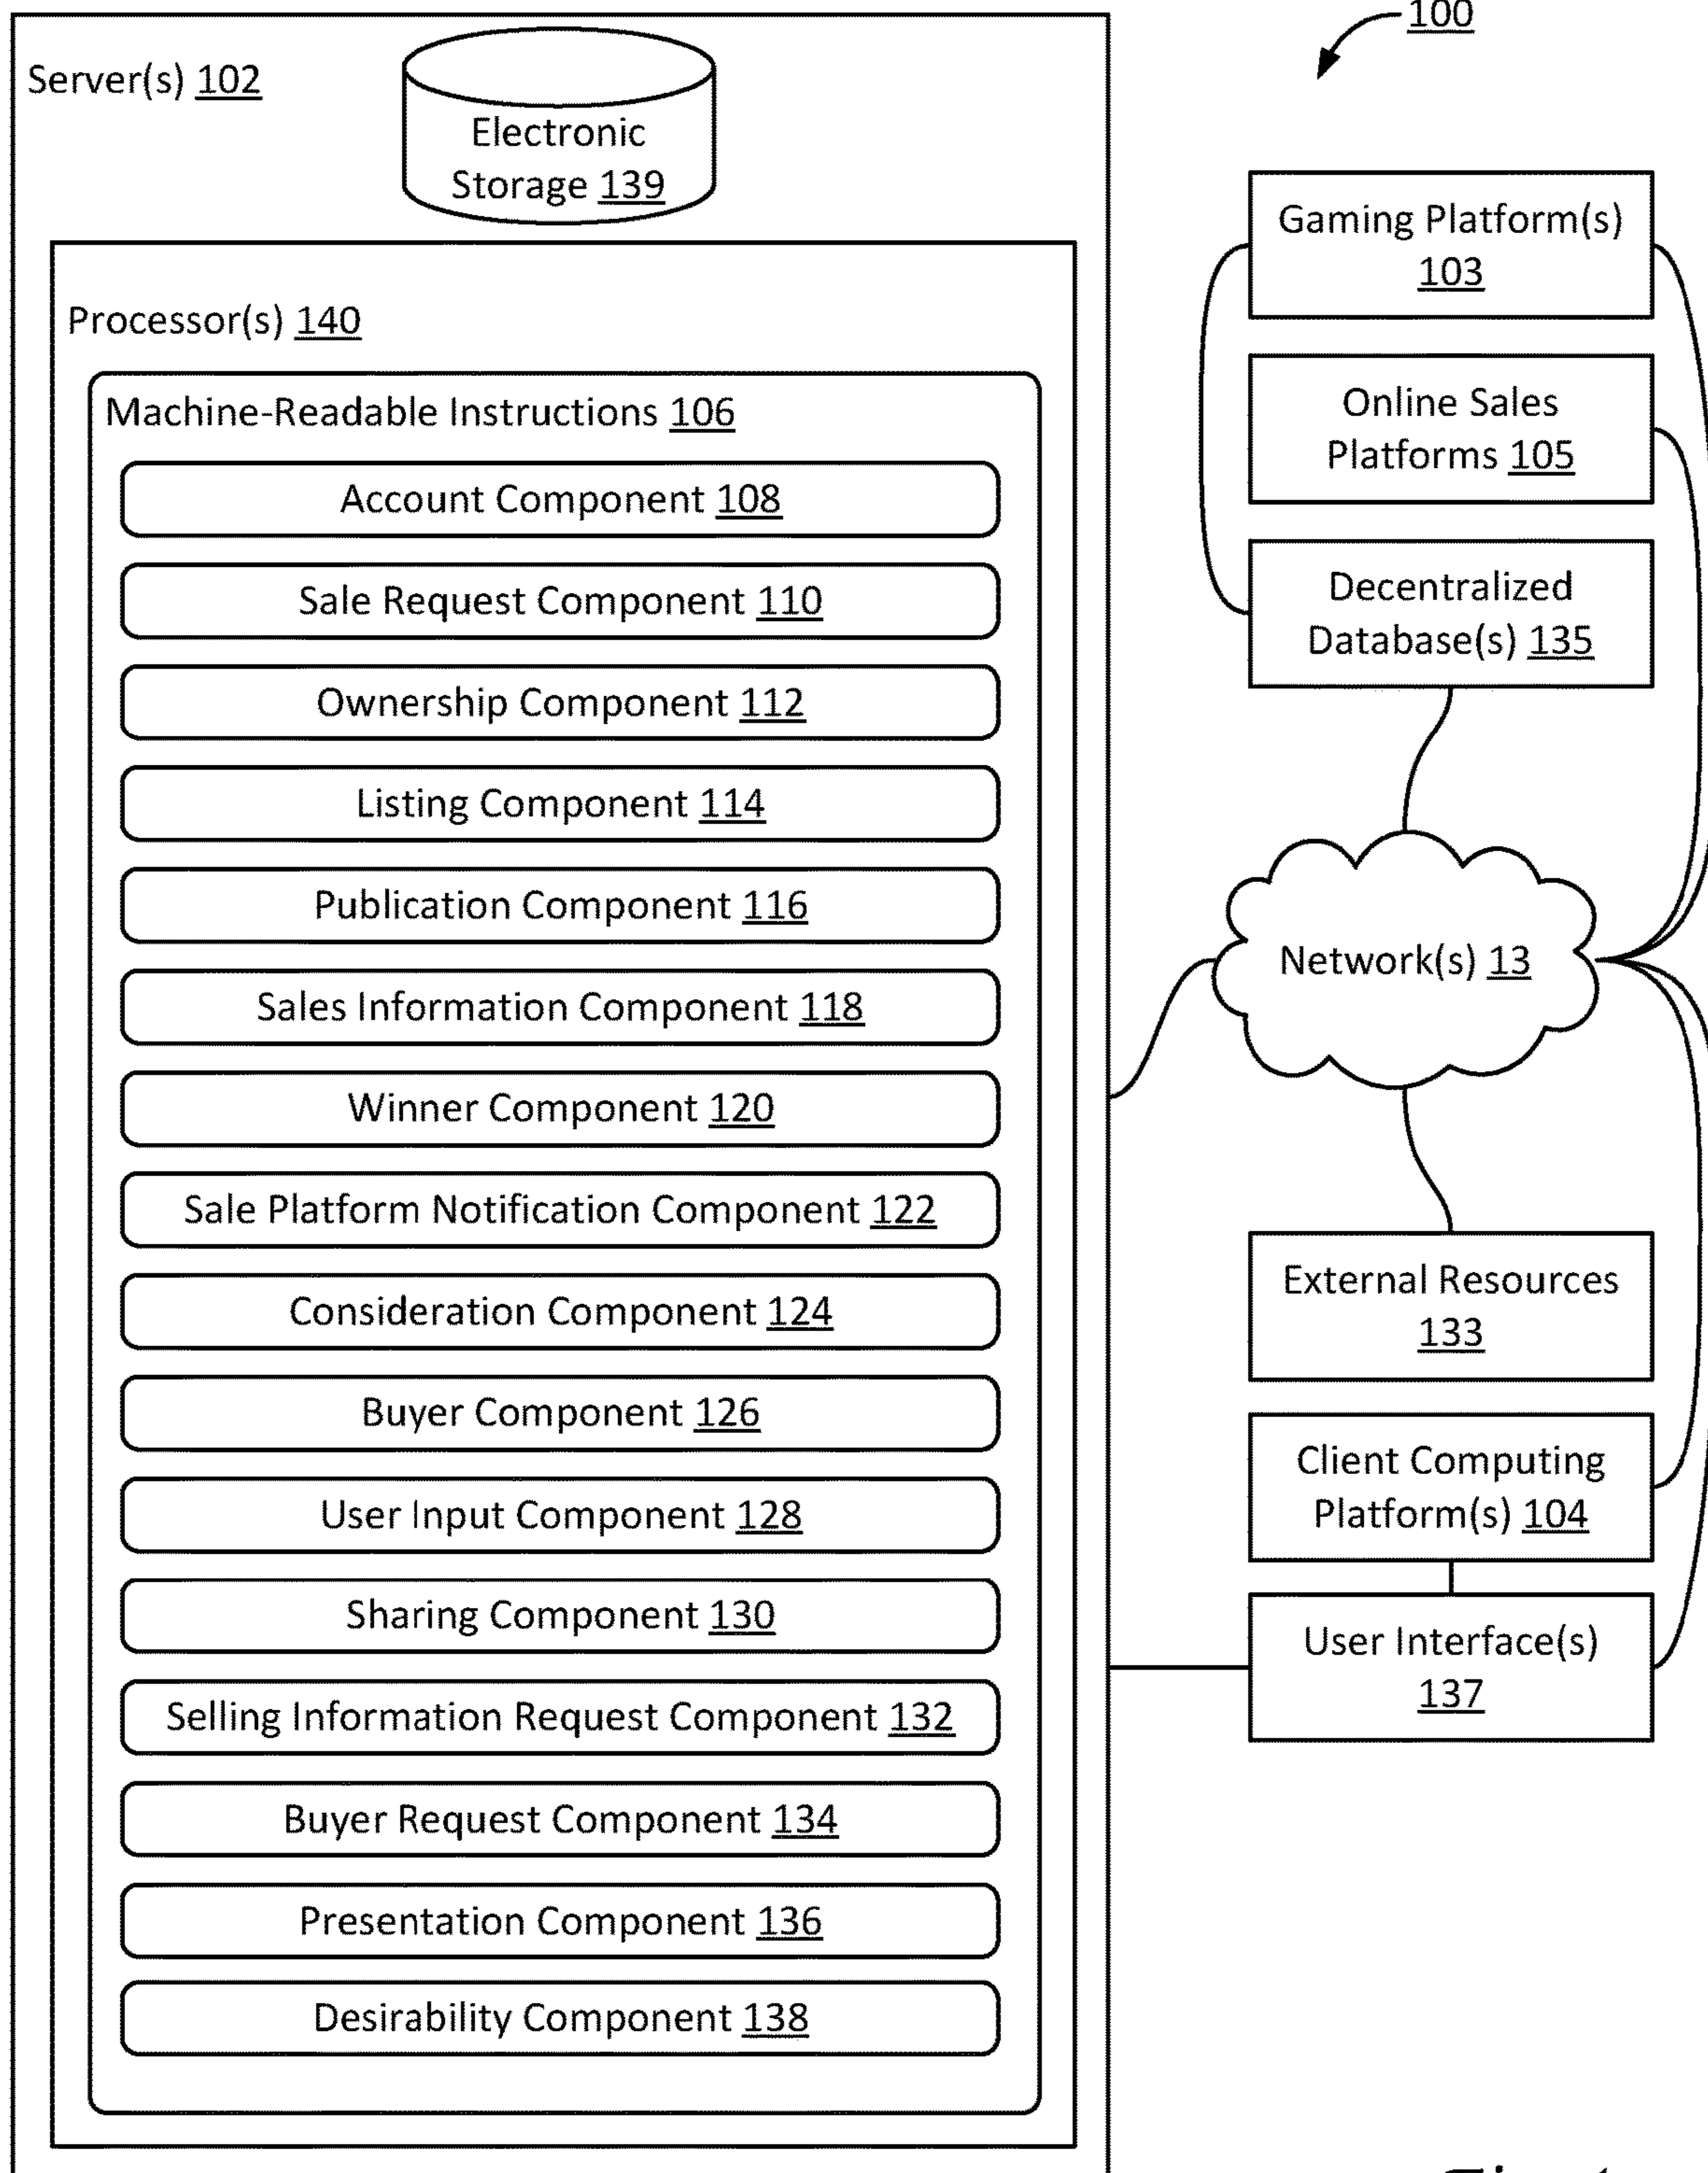 100
Server(s) 102
Electronic
Storage 139
Processor(s) 140
Machine-Readable Instructions 106
Account Component 108
Sale Request Component 110
Ownership Component 112
Listing Component 114
Publication Component 116
Sales Information Component 118
Winner Component 120
Sale Platform Notification Component 122
Consideration Component 124
Buyer Component 126
User Input Component 128
Sharing Component 130
Selling Information Request Component 132
Buyer Request Component 134
Presentation Component 136
Desirability Component 138
Gaming Platform(s)
103
Online Sales
Platforms 105
Decentralized
Database(s) 135
Network(s) 13
External Resources
133
Client Computing
Platform(s) 104
User Interface(s)
137